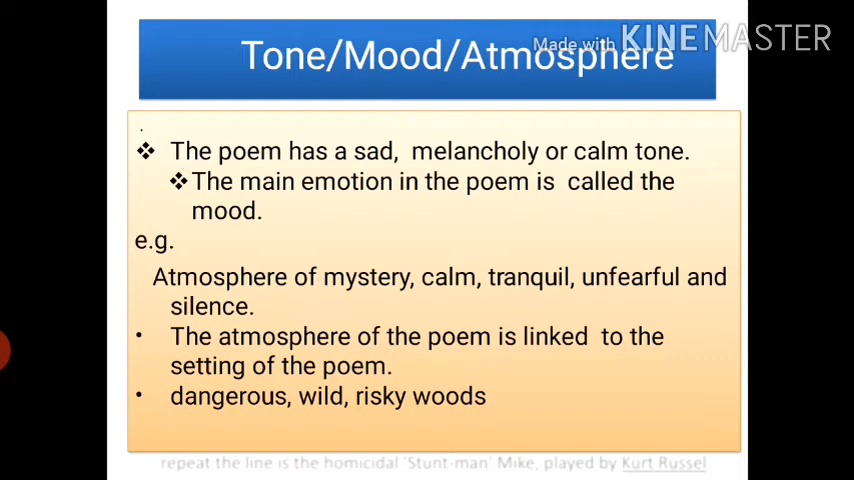 Tone/Mood/Atmosphere
Made with KINEMASTER
.
❖ The poem has a sad, melancholy or calm tone.
❖The main emotion in the poem is called the
mood.
e.g.
Atmosphere of mystery, calm, tranquil, unfearful and
silence.
• The atmosphere of the poem is linked to the
setting of the poem.
• dangerous, wild, risky woods
repeat the line is the homicidal 'Stunt-man' Mike, played by Kurt Russel